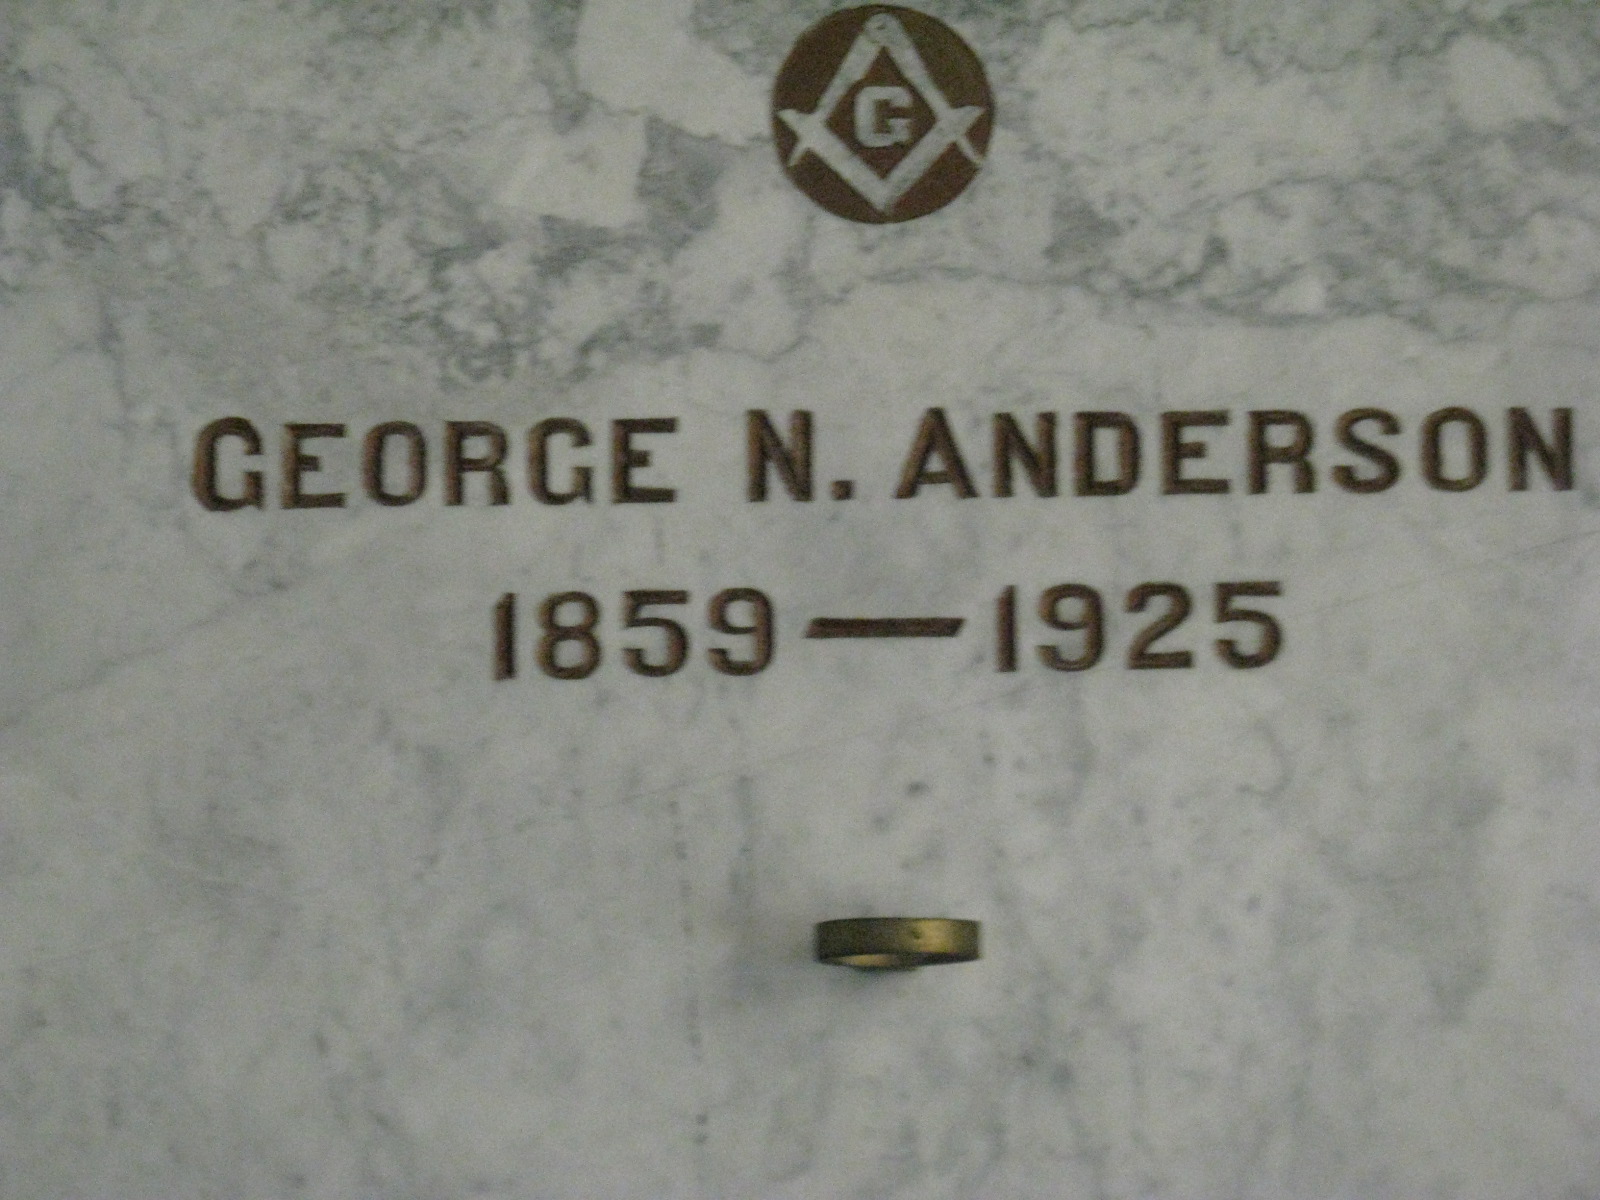 G
GEORGE N. ANDERSON
1859—1925